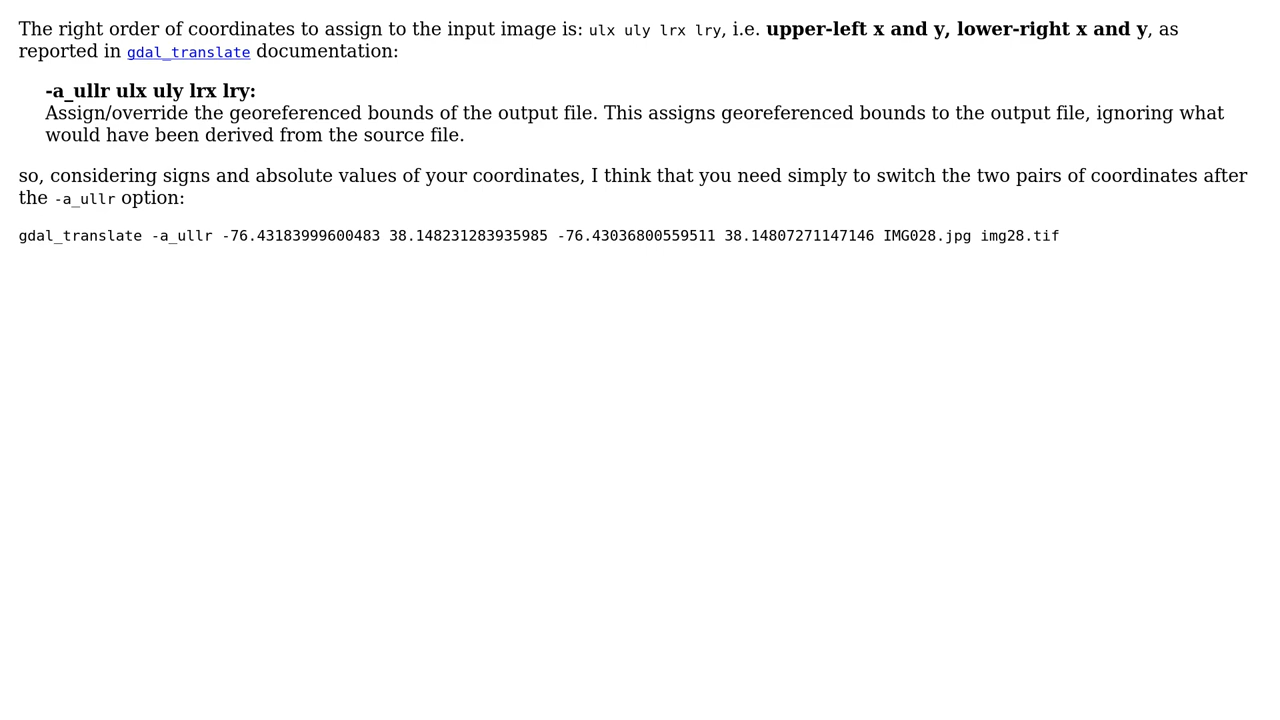 The right order of coordinates to assign to the input image is: ulx uly lrx lry, i.e. upper-left x and y, lower-right x and y, as
reported in gdal_translate documentation:
-a_ullr ulx uly lrx lry:
Assign/override the georeferenced bounds of the output file. This assigns georeferenced bounds to the output file, ignoring what
would have been derived from the source file.
so, considering signs and absolute values of your coordinates, I think that you need simply to switch the two pairs of coordinates after
the -a_ullr option:
gdal_translate -a_ullr -76.43183999600483 38.148231283935985 -76.43036800559511 38.14807271147146 IMG028.jpg img28.tif